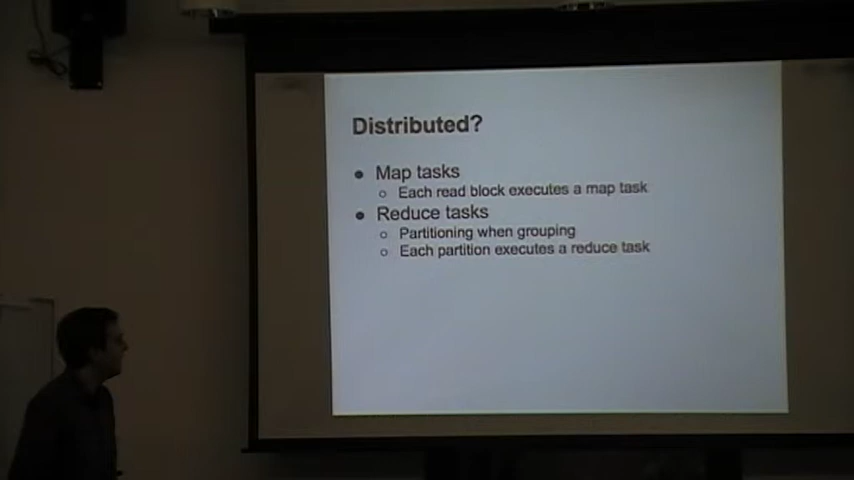 Distributed?
● Map tasks
○ Each read block executes a map task
● Reduce tasks
○ Partitioning when grouping
○ Each partition executes a reduce task